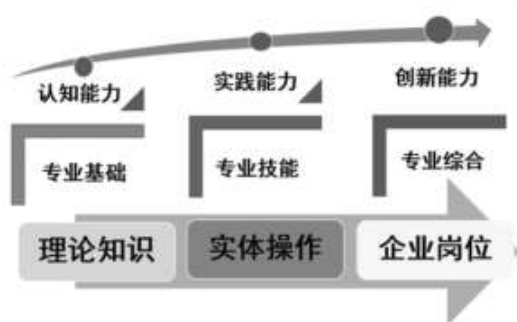 认知能力 实践能力 创新能力
专业基础 专业技能 专业综合
理论知识 实体操作 企业岗位